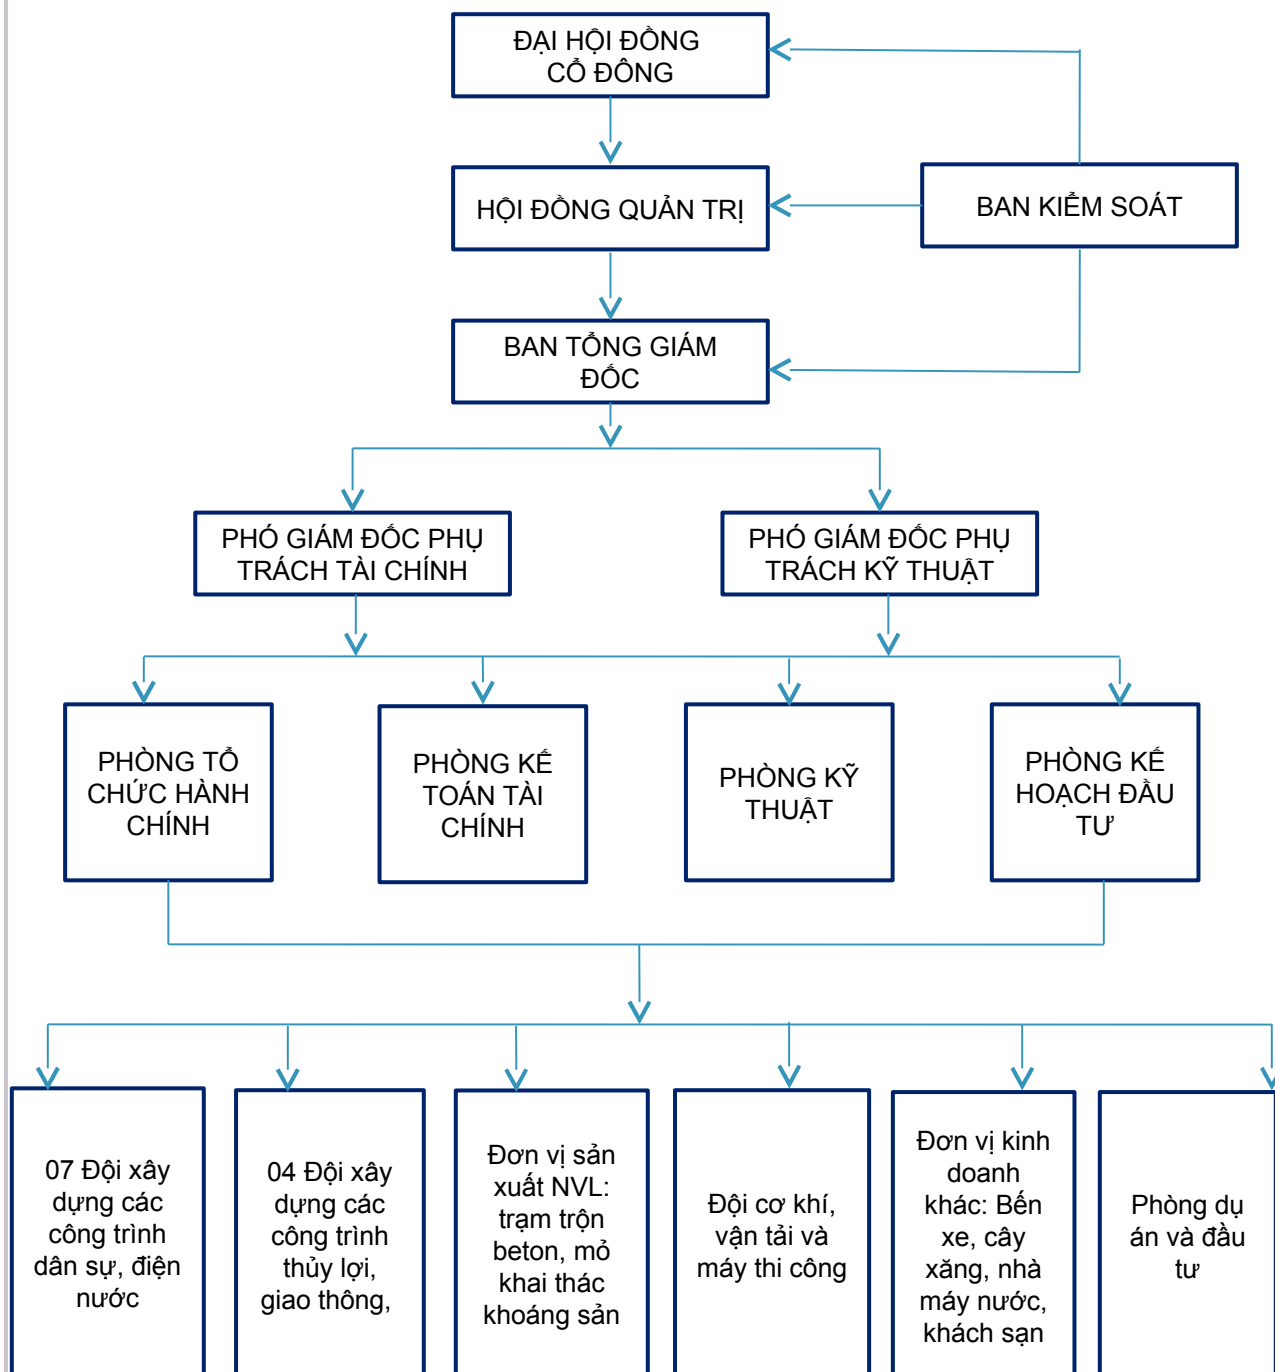 ĐẠI HỘI ĐỒNG
CỔ ĐÔNG
HỘI ĐỒNG QUẢN TRỊ
BAN KIỂM SOÁT
BAN TỔNG GIÁM
ĐỐC
PHÓ GIÁM ĐỐC PHỤ
TRÁCH TÀI CHÍNH
PHÓ GIÁM ĐỐC PHỤ
TRÁCH KỸ THUẬT
PHÒNG TỔ
CHỨC HÀNH
CHÍNH
PHÒNG KẾ
TOÁN TÀI
CHÍNH
PHÒNG KỸ
THUẬT
PHÒNG KẾ
HOẠCH ĐẦU
TƯ
07 Đội xây
dựng các
công trình
dân sự, điện
nước
04 Đội xây
dựng các
công trình
thủy lợi,
giao thông,
Đơn vị sản
xuất NVL:
trạm trộn
beton, mỏ
khai thác
khoáng sản
Đội cơ khí,
vận tải và
máy thi công
Đơn vị kinh
doanh
khác: Bến
xe, cây
xăng, nhà
máy nước,
khách sạn
Phòng dụ
án và đầu
tư